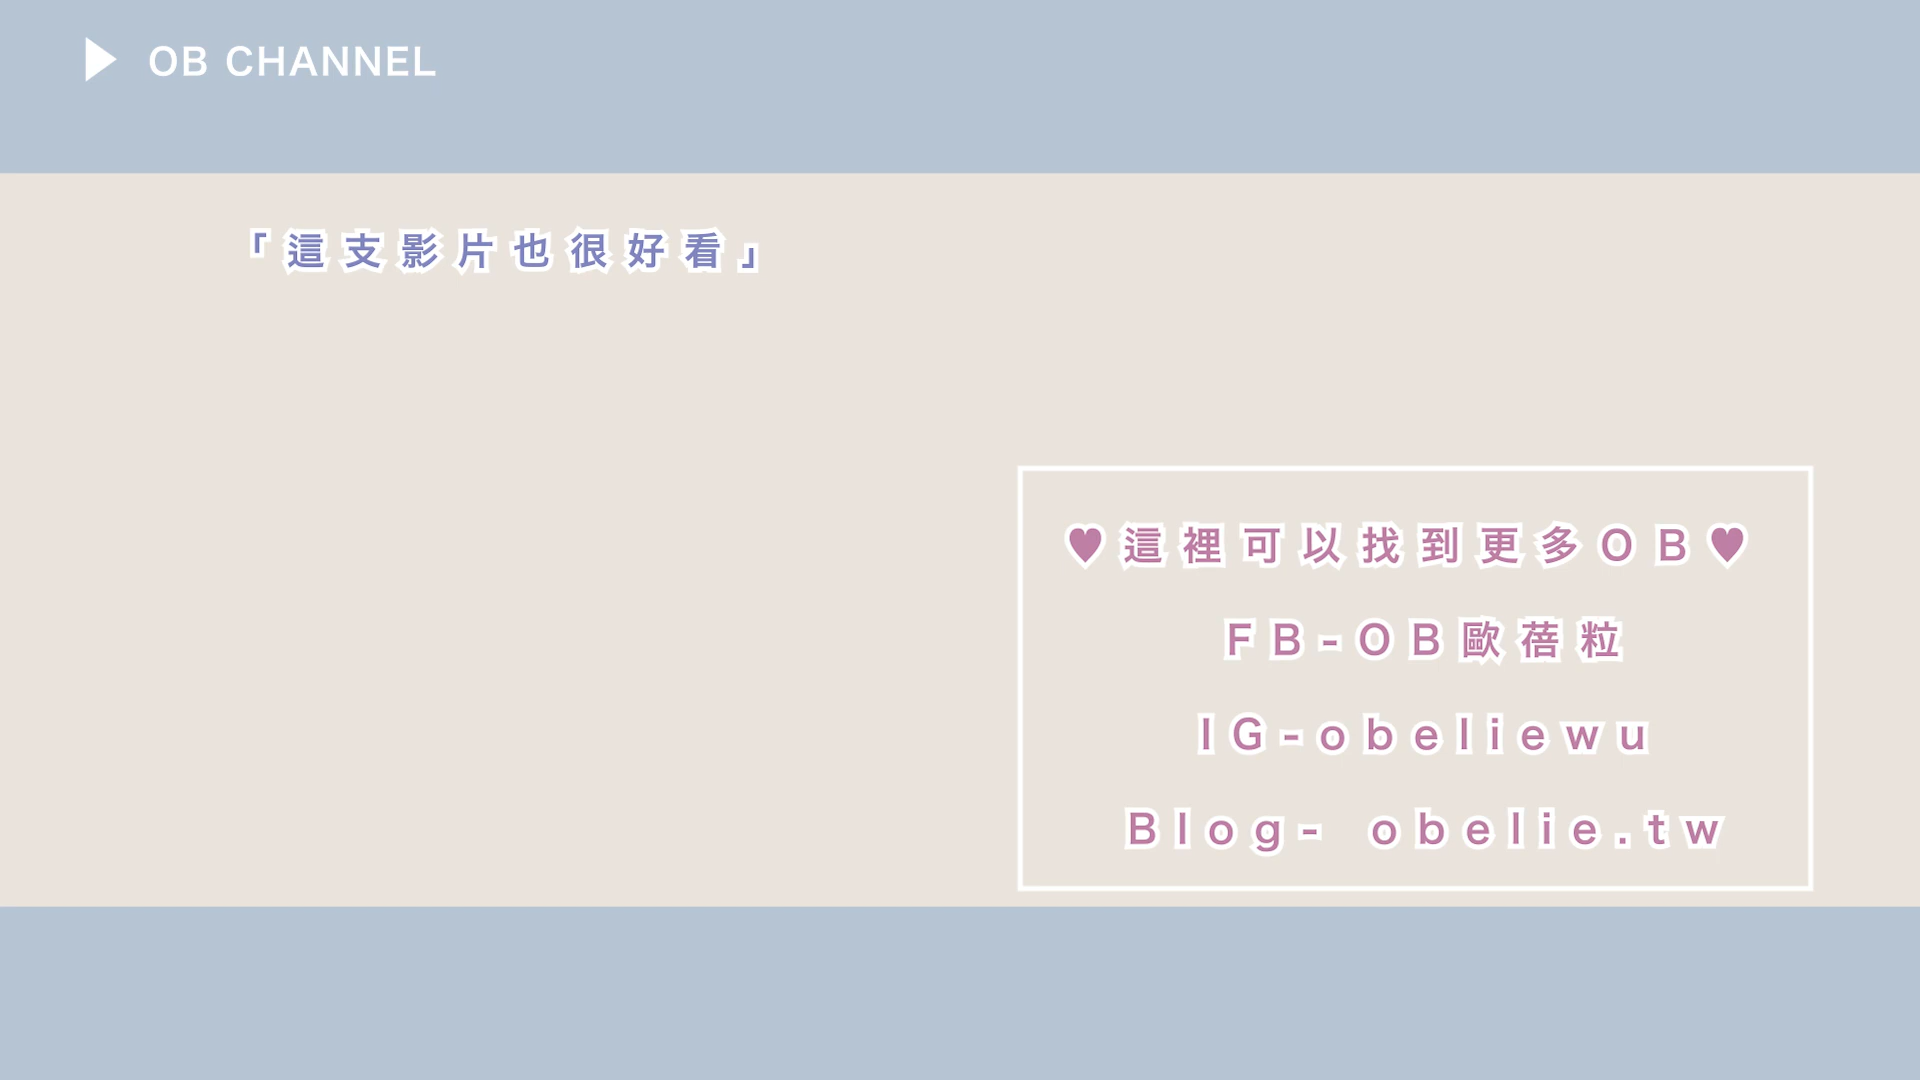 OB CHANNEL
「這支影片也很好看」
♥這裡可以找到更多OB♥
FB-OB歐蓓粒
IG-obeliewu
Blog- obelie.tw